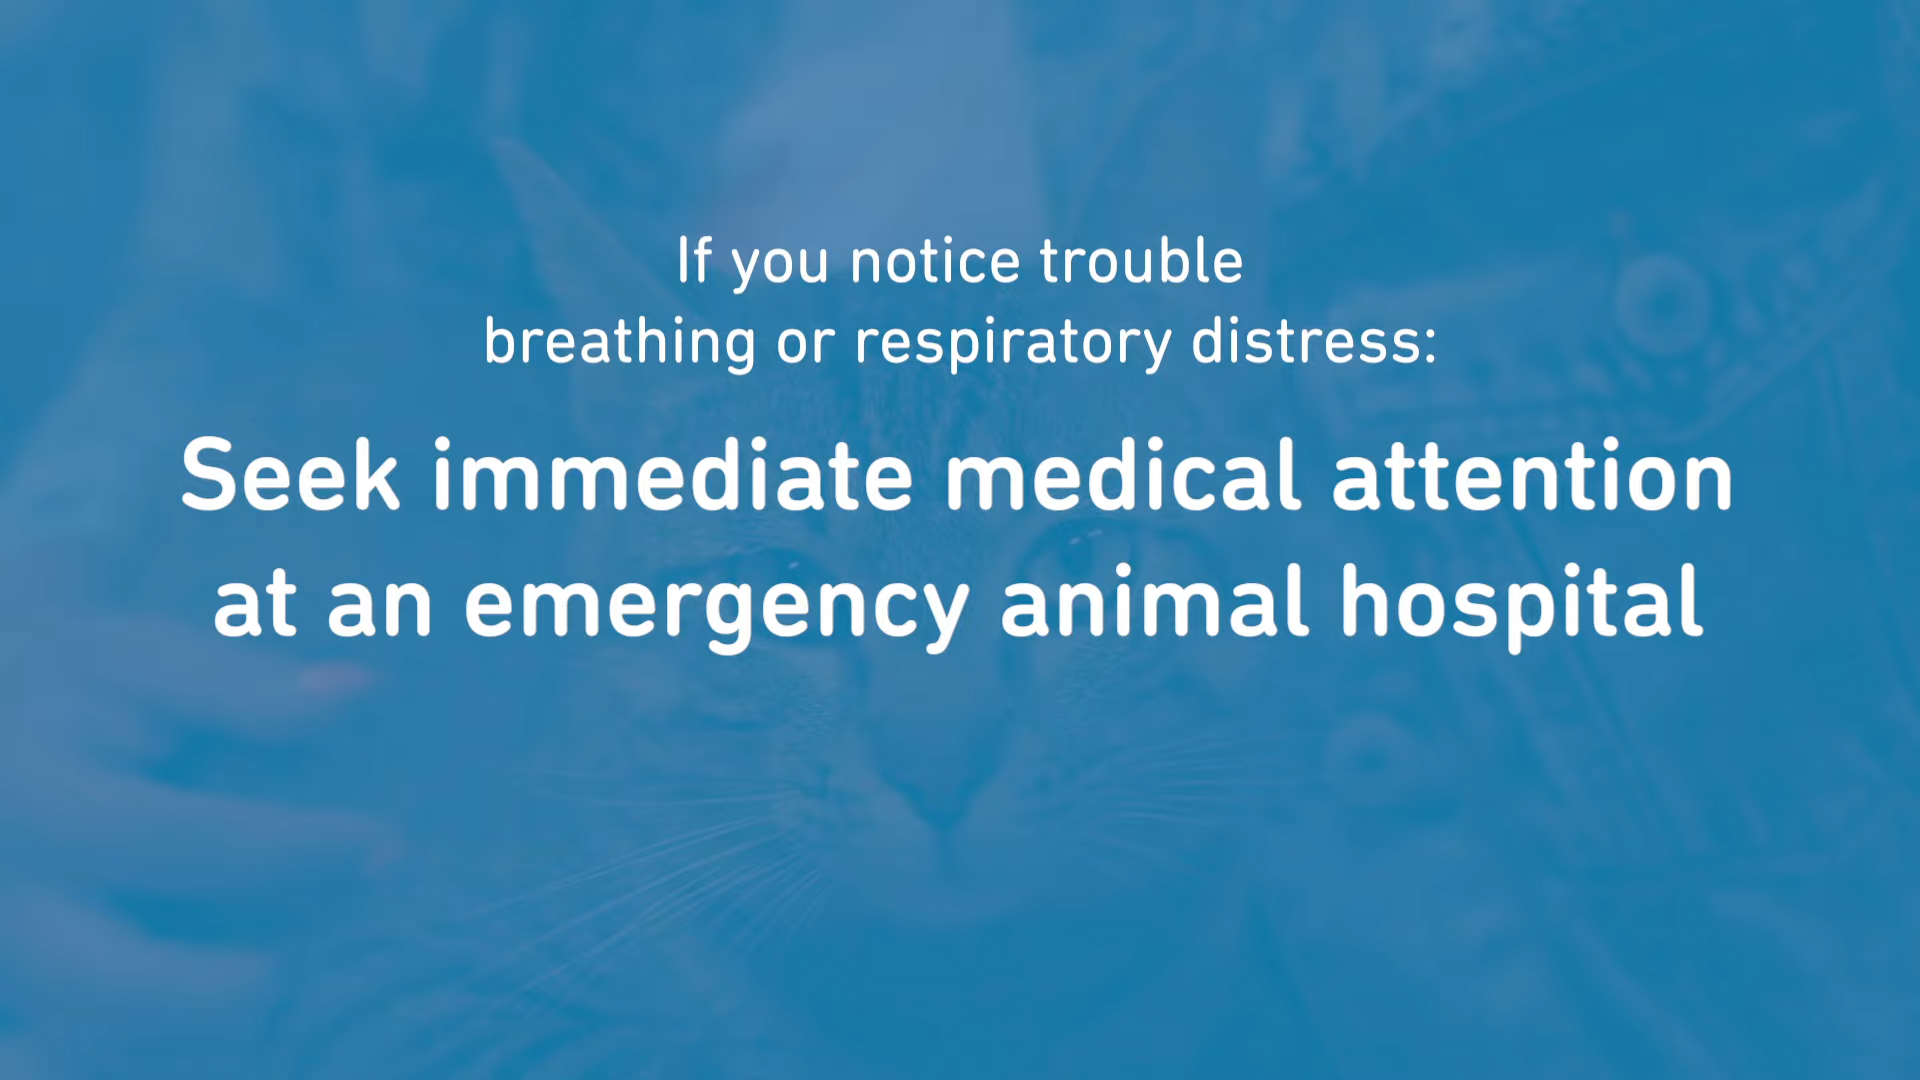 If you notice trouble
breathing or respiratory distress:
Seek immediate medical attention
at an emergency animal hospital